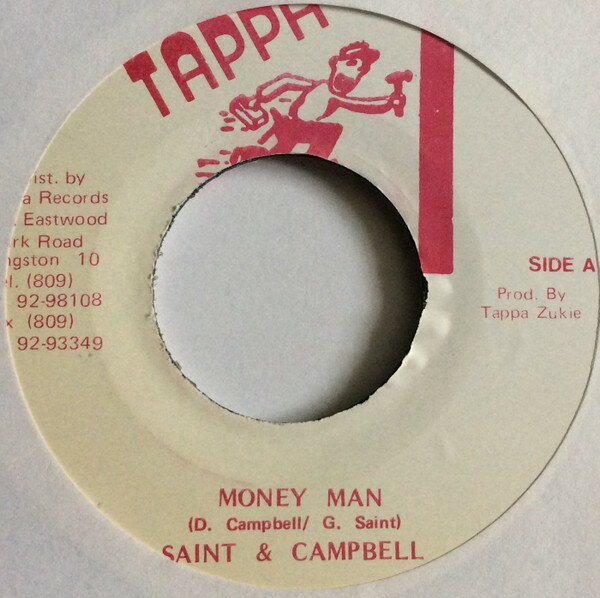 TAPPA
ist. by
a Records
Eastwood
rk Road
ngston 10
el. (809)
92-98108
x (809)
92-93349
SIDE A
Prod. By
Tappa Zukie
MONEY MAN
(D. Campbell/ G. Saint)
SAINT & CAMPBELL